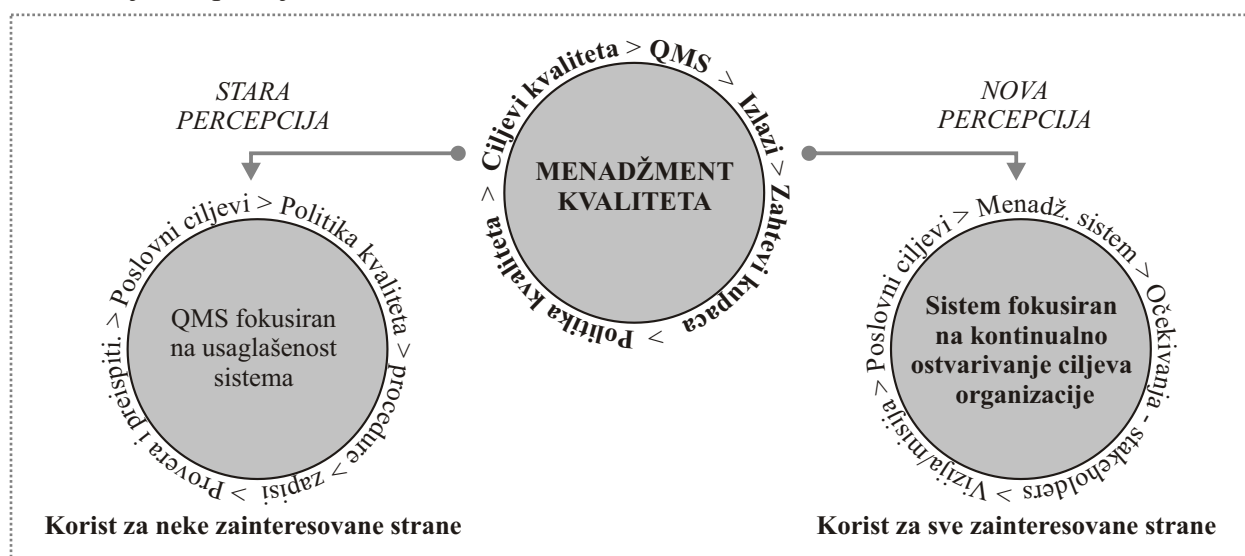 Ciljevi kvaliteta > QMS > Izlazi > Zahtevi kupaca > Politika kvaliteta >
MENADŽMENT
KVALITETA
STARA
PERCEPCIJA
NOVA
PERCEPCIJA
Poslovni ciljevi > Politika kvaliteta > procedure > Zapisi > Provera i preispiti. >
QMS fokusiran
na usaglašenost
sistema
Korist za neke zainteresovane strane
Poslovni ciljevi > Menadž. sistem > Očekivanja - stakeholders > Vizija/misija >
Sistem fokusiran
na kontinualno
ostvarivanje ciljeva
organizacije
Korist za sve zainteresovane strane